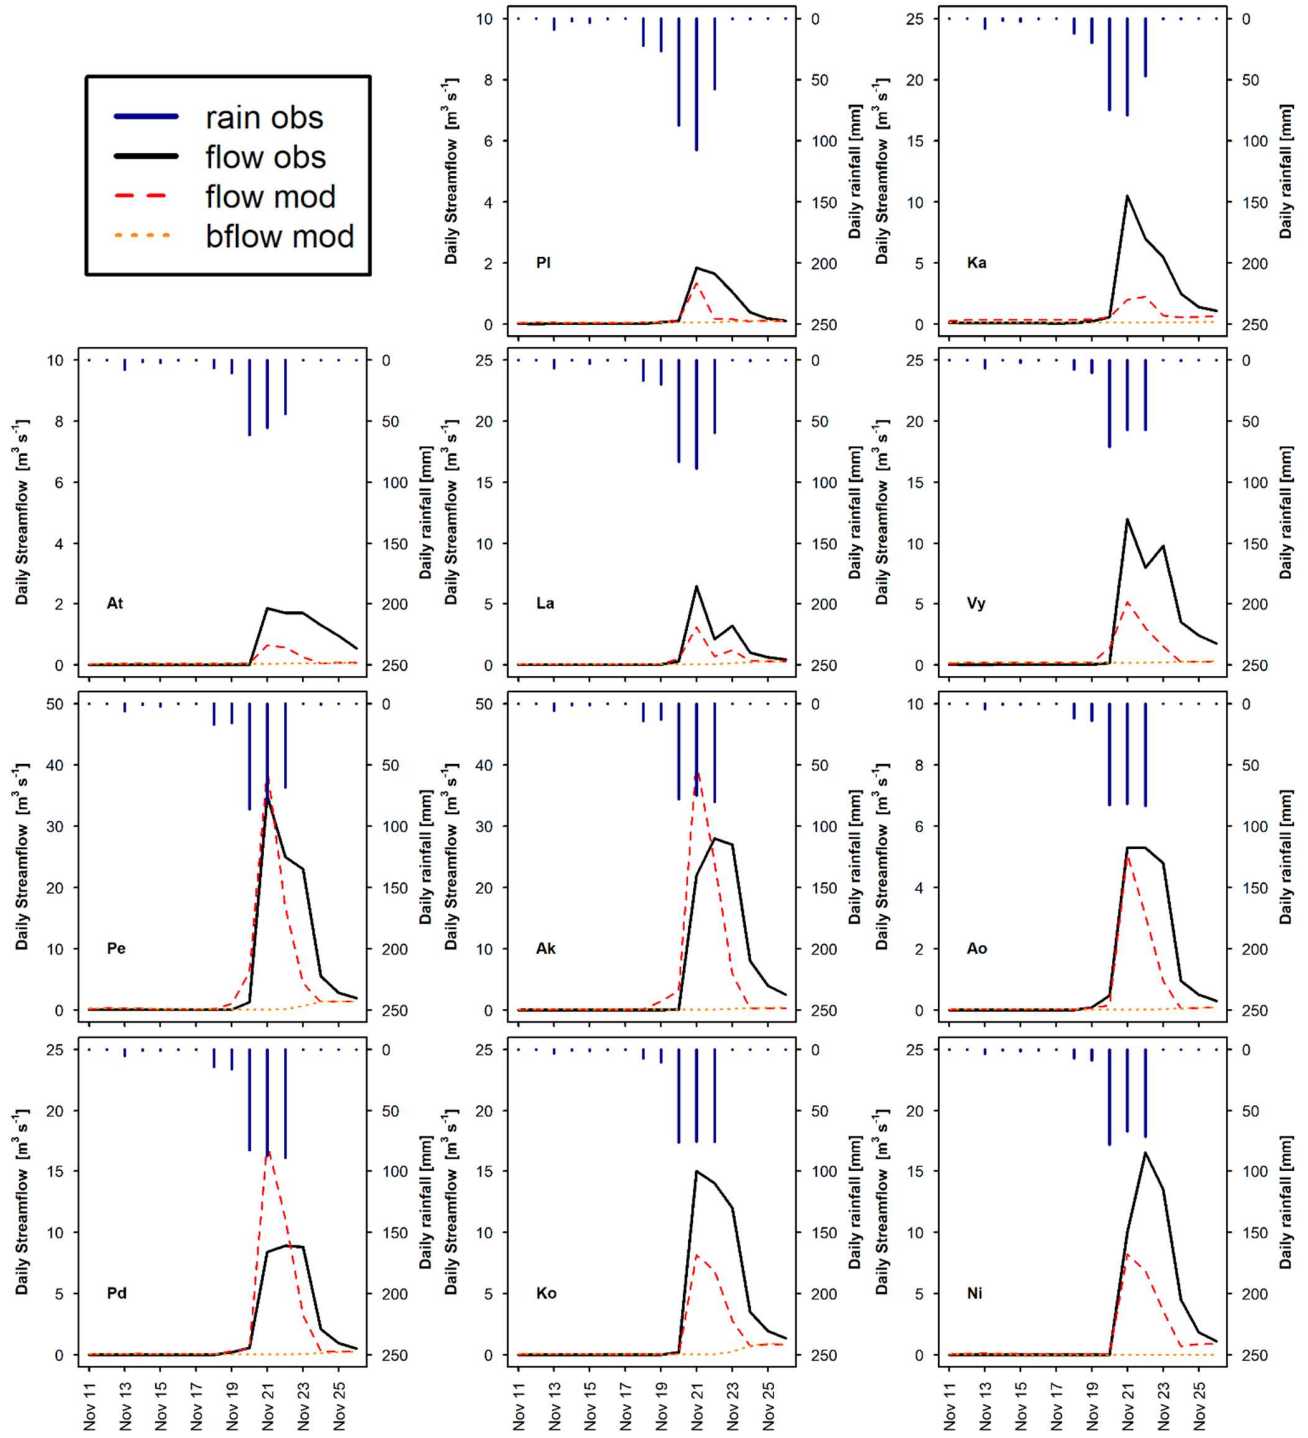 rain obs
flow obs
flow mod
bflow mod
Daily Streamflow [m³ s⁻¹]
10
8
6
4
2
0
Pl
0
50
100
150
200
250
Daily rainfall [mm]
Daily Streamflow [m³ s⁻¹]
25
20
15
10
5
0
Ka
0
50
100
150
200
250
Daily rainfall [mm]
Daily Streamflow [m³ s⁻¹]
10
8
6
4
2
0
At
0
50
100
150
200
250
Daily rainfall [mm]
Daily Streamflow [m³ s⁻¹]
25
20
15
10
5
0
La
0
50
100
150
200
250
Daily rainfall [mm]
Daily Streamflow [m³ s⁻¹]
25
20
15
10
5
0
Vy
0
50
100
150
200
250
Daily rainfall [mm]
Daily Streamflow [m³ s⁻¹]
50
40
30
20
10
0
Pe
0
50
100
150
200
250
Daily rainfall [mm]
Daily Streamflow [m³ s⁻¹]
50
40
30
20
10
0
Ak
0
50
100
150
200
250
Daily rainfall [mm]
Daily Streamflow [m³ s⁻¹]
10
8
6
4
2
0
Ao
0
50
100
150
200
250
Daily rainfall [mm]
Daily Streamflow [m³ s⁻¹]
25
20
15
10
5
0
Pd
0
50
100
150
200
250
Daily rainfall [mm]
Nov 11
Nov 13
Nov 15
Nov 17
Nov 19
Nov 21
Nov 23
Nov 25
Daily Streamflow [m³ s⁻¹]
25
20
15
10
5
0
Ko
0
50
100
150
200
250
Daily rainfall [mm]
Nov 11
Nov 13
Nov 15
Nov 17
Nov 19
Nov 21
Nov 23
Nov 25
Daily Streamflow [m³ s⁻¹]
25
20
15
10
5
0
Ni
0
50
100
150
200
250
Daily rainfall [mm]
Nov 11
Nov 13
Nov 15
Nov 17
Nov 19
Nov 21
Nov 23
Nov 25